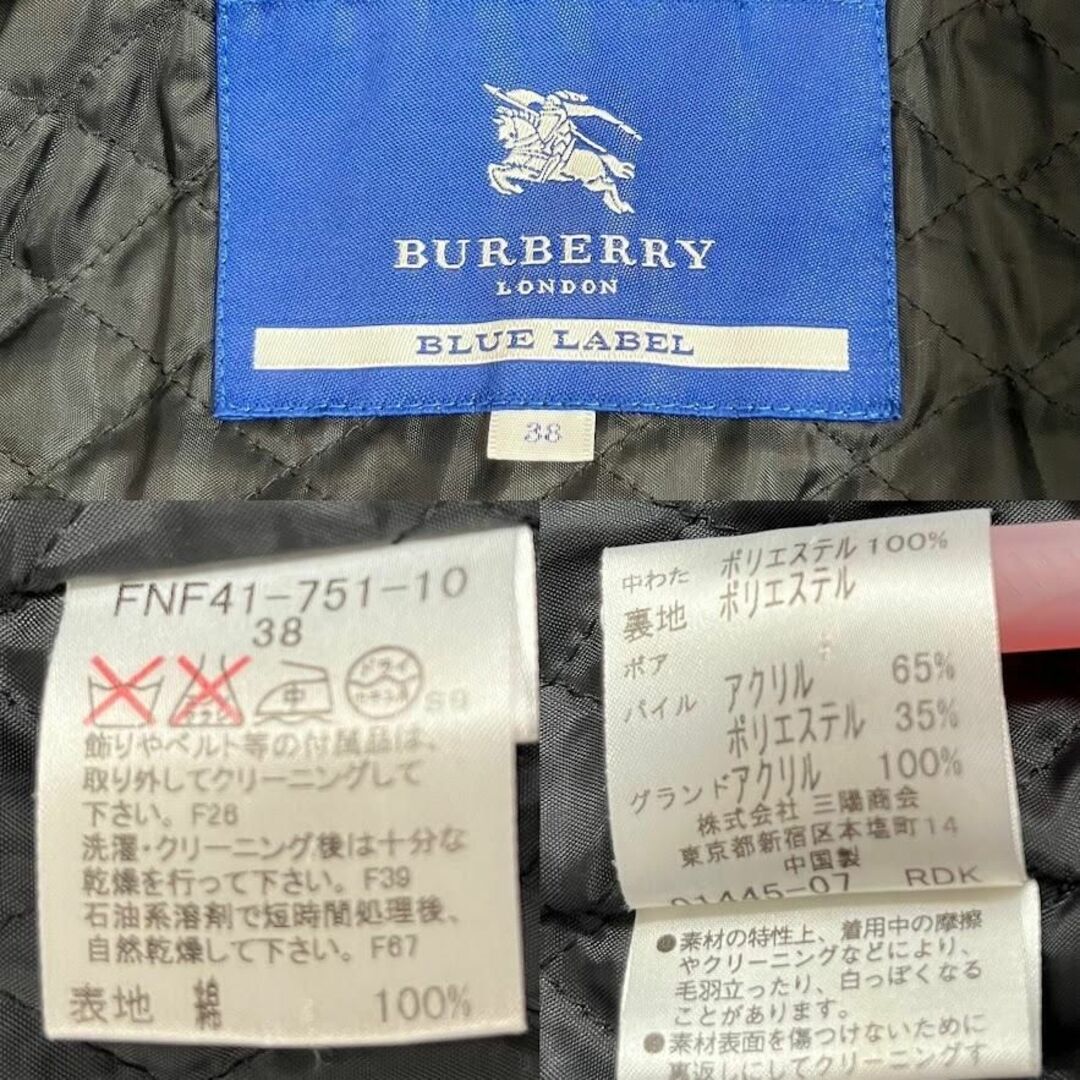 BURBERRY
LONDON
BLUE LABEL
38
FNF41-751-10
38
中 ドライ セキユ系 SG
飾りやベルト等の付属品は、
取り外してクリーニングして
下さい。F26
洗濯・クリーニング後は十分な
乾燥を行って下さい。F39
石油系溶剤で短時間処理後、
自然乾燥して下さい。F67
表地 綿 100%
中わた ポリエステル 100%
裏地 ポリエステル
ボア
パイル アクリル 65%
ポリエステル 35%
グランドアクリル 100%
株式会社 三陽商会
東京都新宿区本塩町14
中国製
01445-07 RDK
●素材の特性上、着用中の摩擦
やクリーニングなどにより、
毛羽立ったり、白っぽくなる
ことがあります。
●素材表面を傷つけないために
裏返しにしてクリーニングす